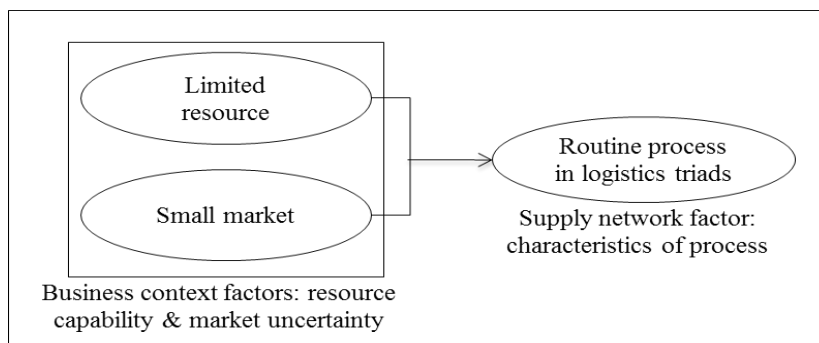 Limited
resource
Small market
Business context factors: resource
capability & market uncertainty
Routine process
in logistics triads
Supply network factor:
characteristics of process